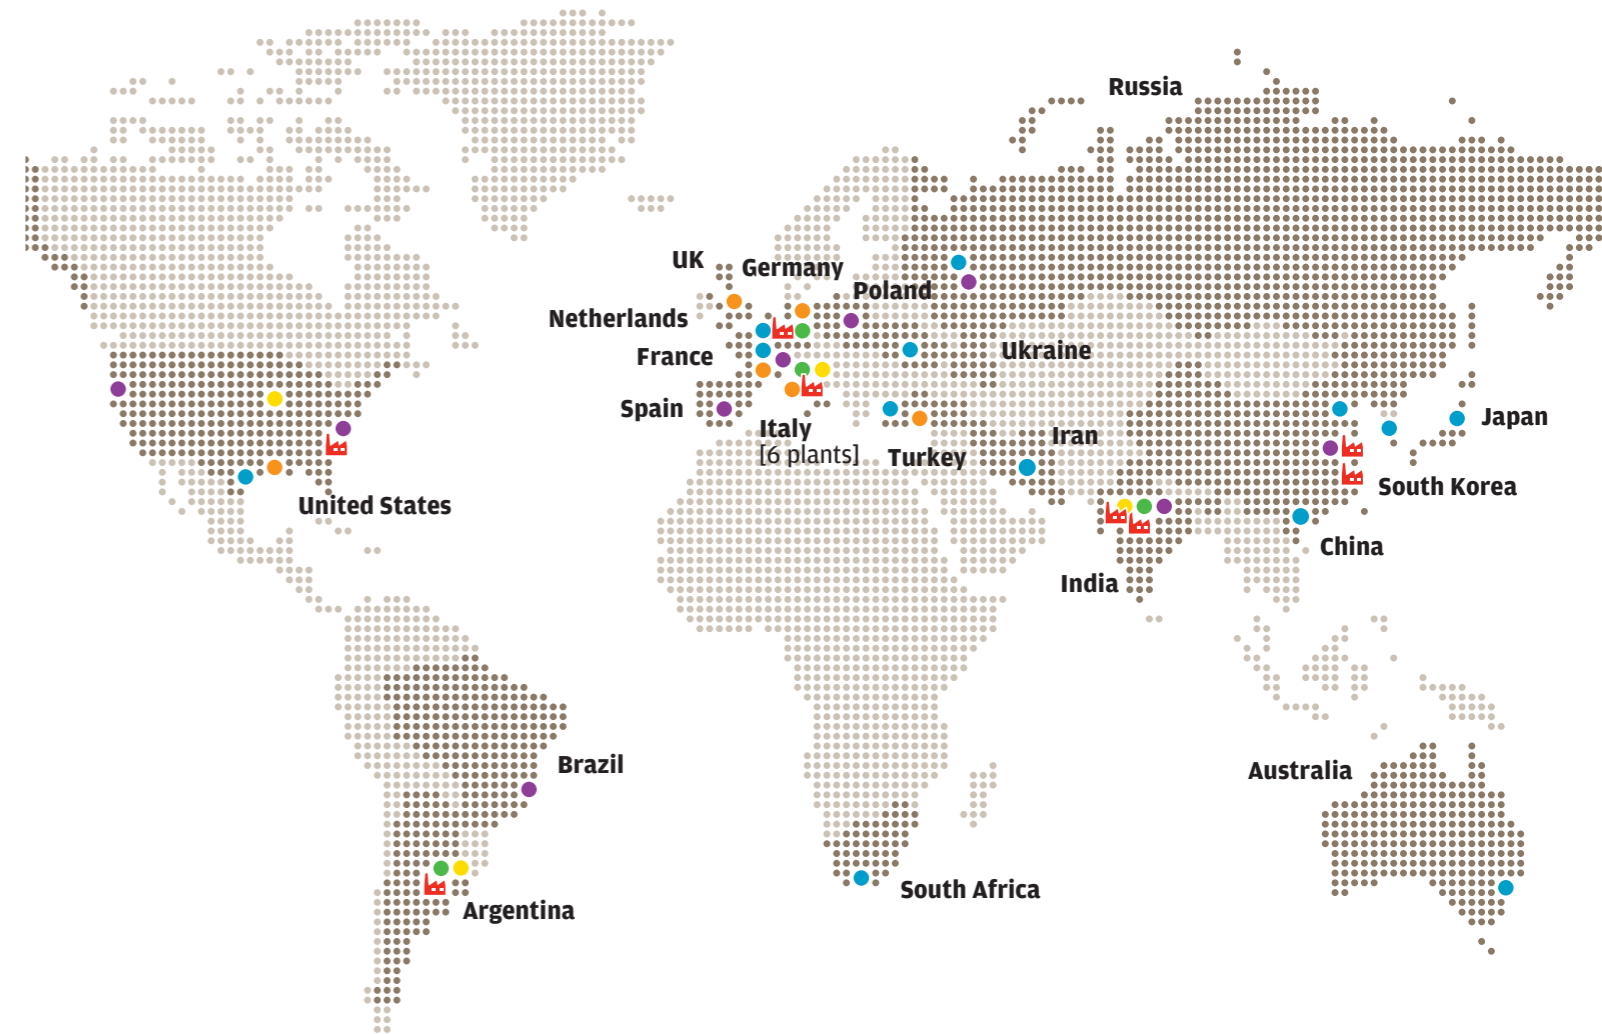 Russia
UK
Germany
Poland
Netherlands
Ukraine
France
Spain
Italy
[6 plants]
Turkey
Iran
Japan
South Korea
United States
China
India
Brazil
Australia
South Africa
Argentina